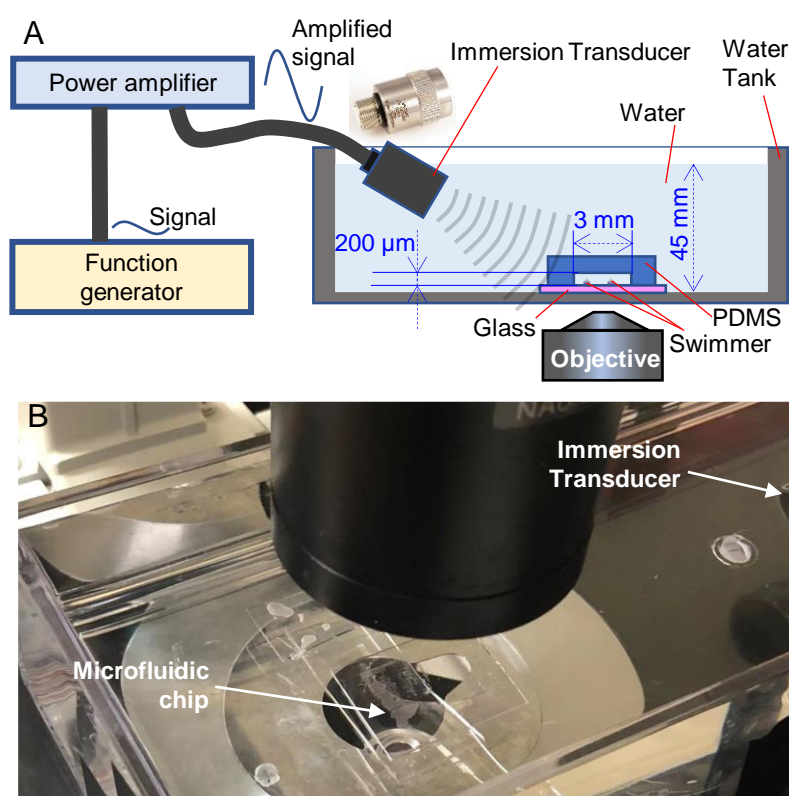 A
Amplified
signal
Immersion Transducer
Water
Tank
Power amplifier
Water
Signal
3 mm
45 mm
200 µm
Function
generator
Glass
PDMS
Swimmer
Objective
B
NAC
Immersion
Transducer
Microfluidic
chip